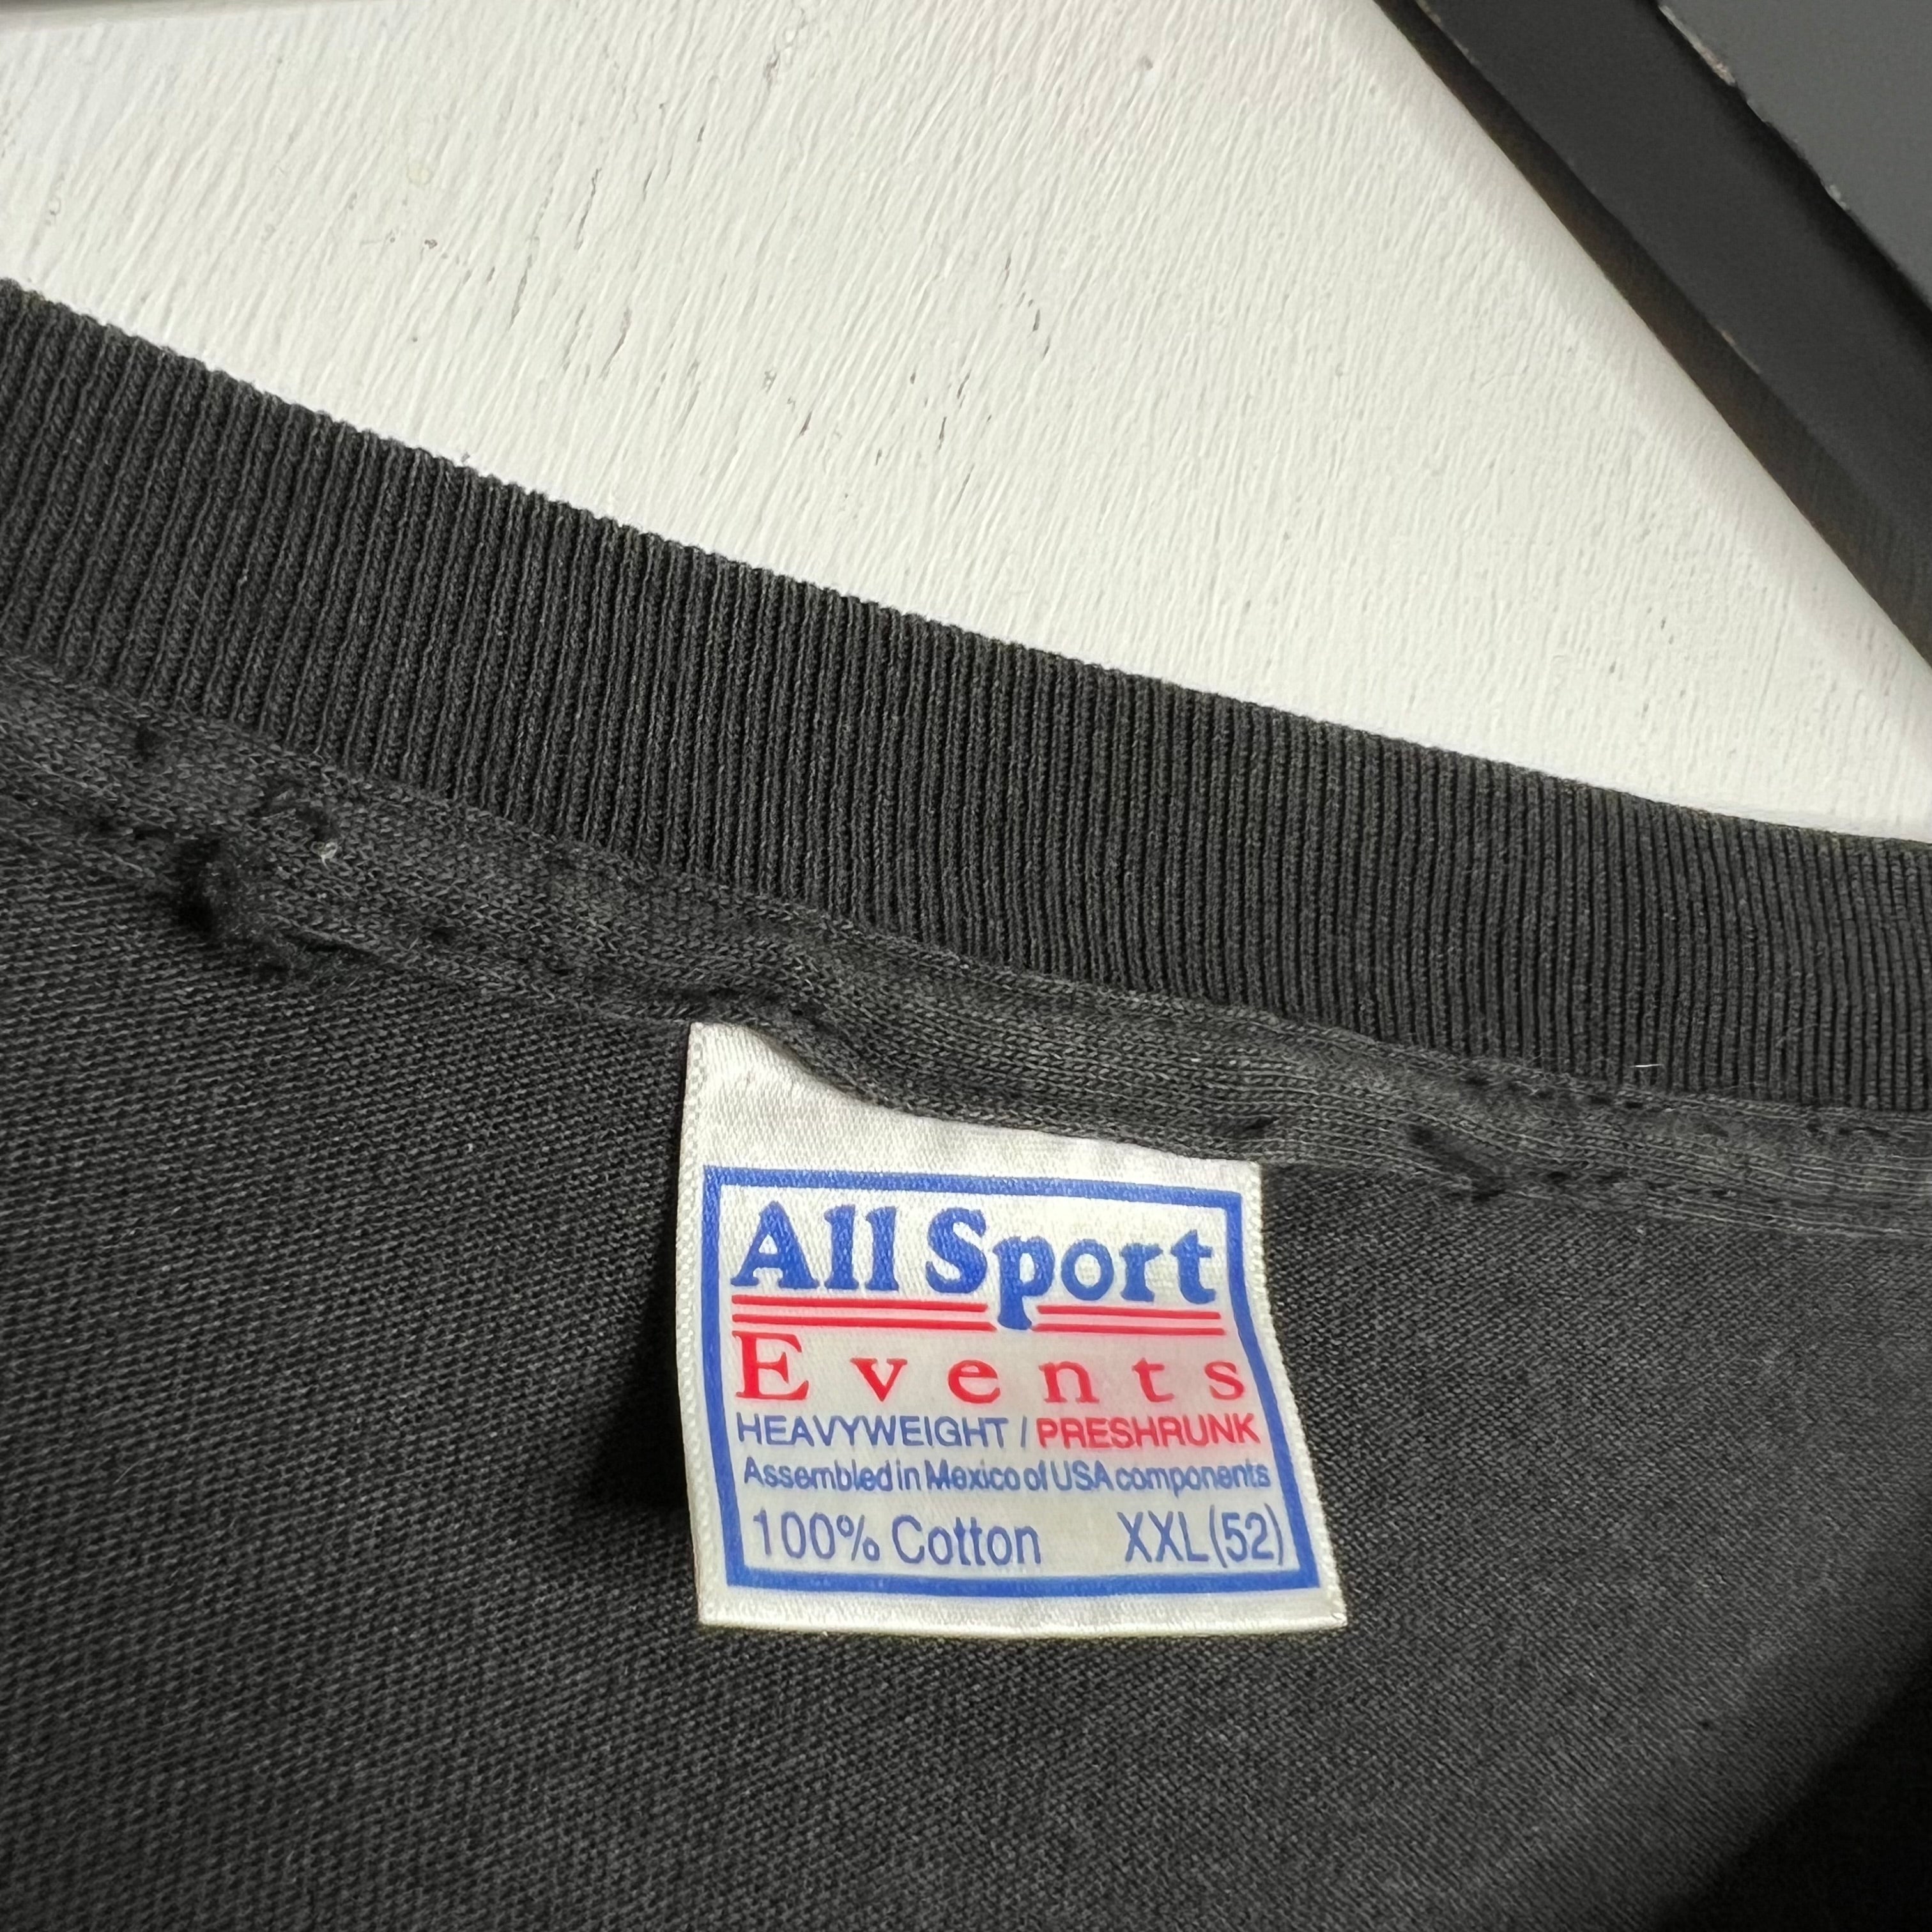 All Sport
Events
HEAVYWEIGHT / PRESHRUNK
Assembled in Mexico of USA components
100% Cotton XXL(52)